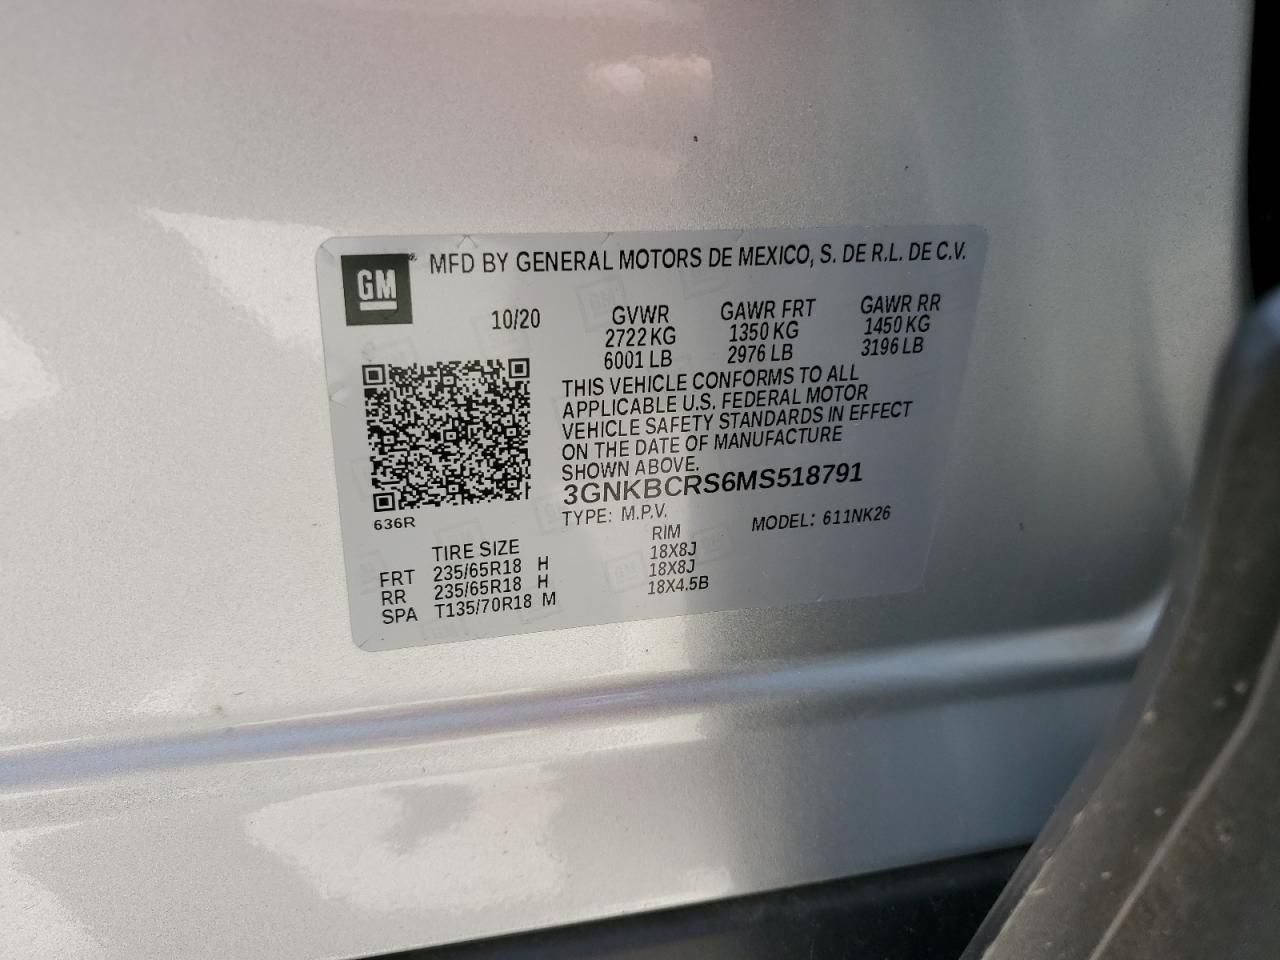 GM® MFD BY GENERAL MOTORS DE MEXICO, S. DE R.L. DE C.V.
10/20 GVWR GAWR FRT GAWR RR
2722 KG 1350 KG 1450 KG
6001 LB 2976 LB 3196 LB
THIS VEHICLE CONFORMS TO ALL
APPLICABLE U.S. FEDERAL MOTOR
VEHICLE SAFETY STANDARDS IN EFFECT
ON THE DATE OF MANUFACTURE
SHOWN ABOVE.
3GNKBCRS6MS518791
636R
TYPE: M.P.V. MODEL: 611NK26
TIRE SIZE RIM
FRT 235/65R18 H 18X8J
RR 235/65R18 H 18X8J
SPA T135/70R18 M 18X4.5B